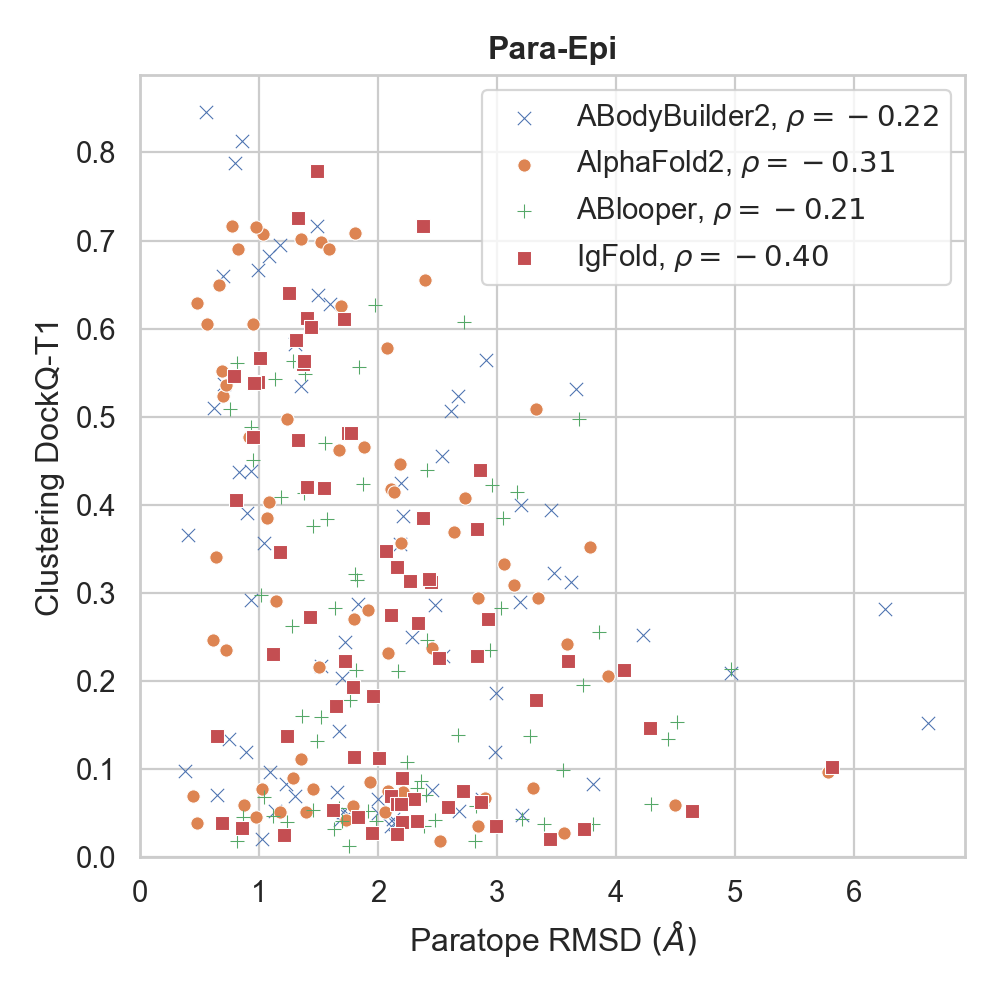 Para-Epi
ABodyBuilder2, ρ = −0.22
AlphaFold2, ρ = −0.31
ABlooper, ρ = −0.21
IgFold, ρ = −0.40
Clustering DockQ-T1
0.8
0.7
0.6
0.5
0.4
0.3
0.2
0.1
0.0
0 1 2 3 4 5 6
Paratope RMSD (Å)